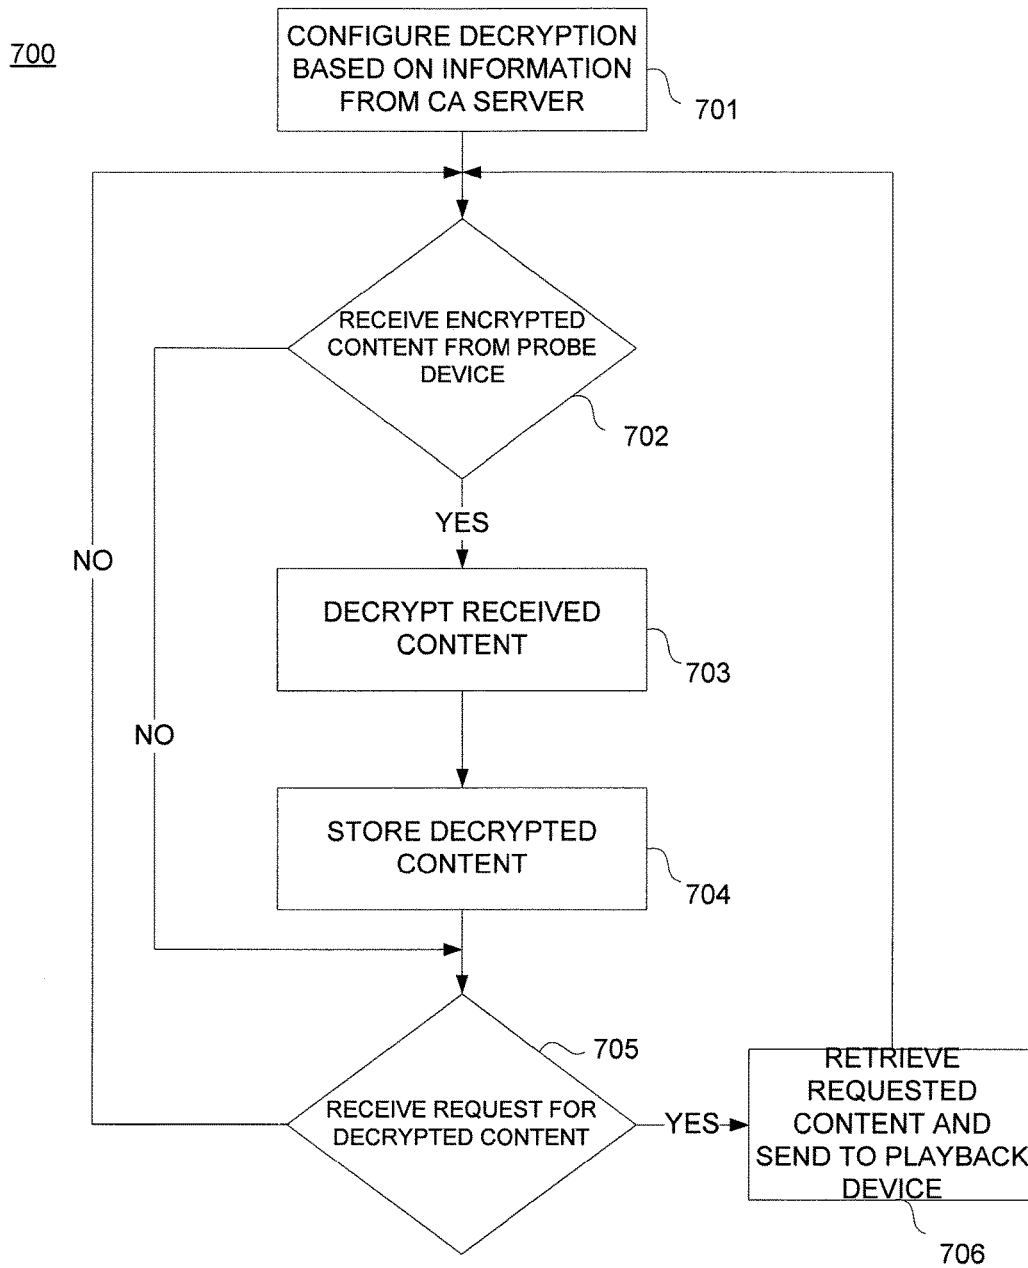 700
CONFIGURE DECRYPTION
BASED ON INFORMATION
FROM CA SERVER
701
RECEIVE ENCRYPTED
CONTENT FROM PROBE
DEVICE
702
YES
NO
DECRYPT RECEIVED
CONTENT
703
NO
STORE DECRYPTED
CONTENT
704
705
RECEIVE REQUEST FOR
DECRYPTED CONTENT
YES
RETRIEVE
REQUESTED
CONTENT AND
SEND TO PLAYBACK
DEVICE
706